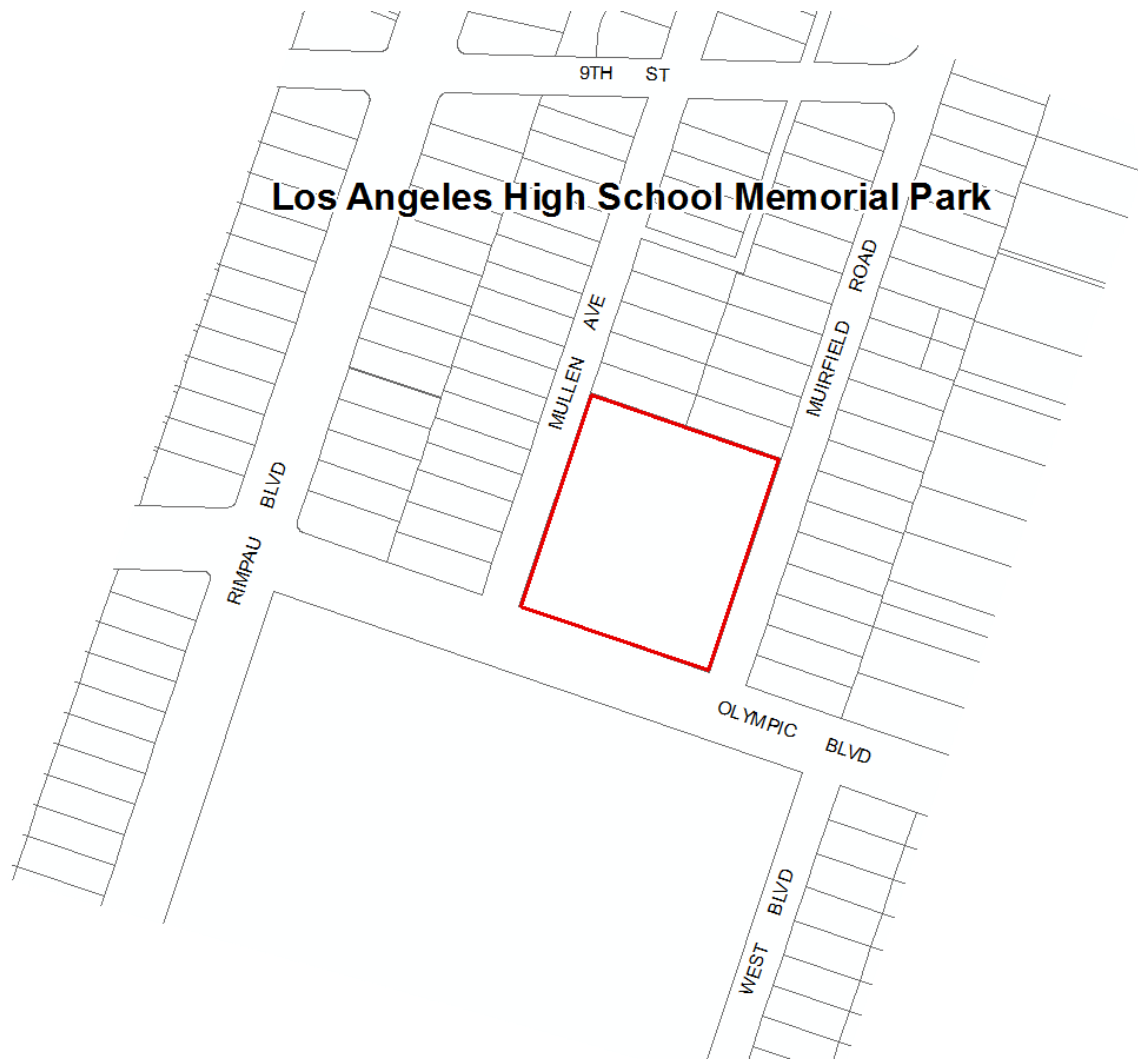 9TH ST
Los Angeles High School Memorial Park
MULLEN AVE
MUIRFIELD ROAD
RIMPAU BLVD
OLYMPIC BLVD
WEST BLVD